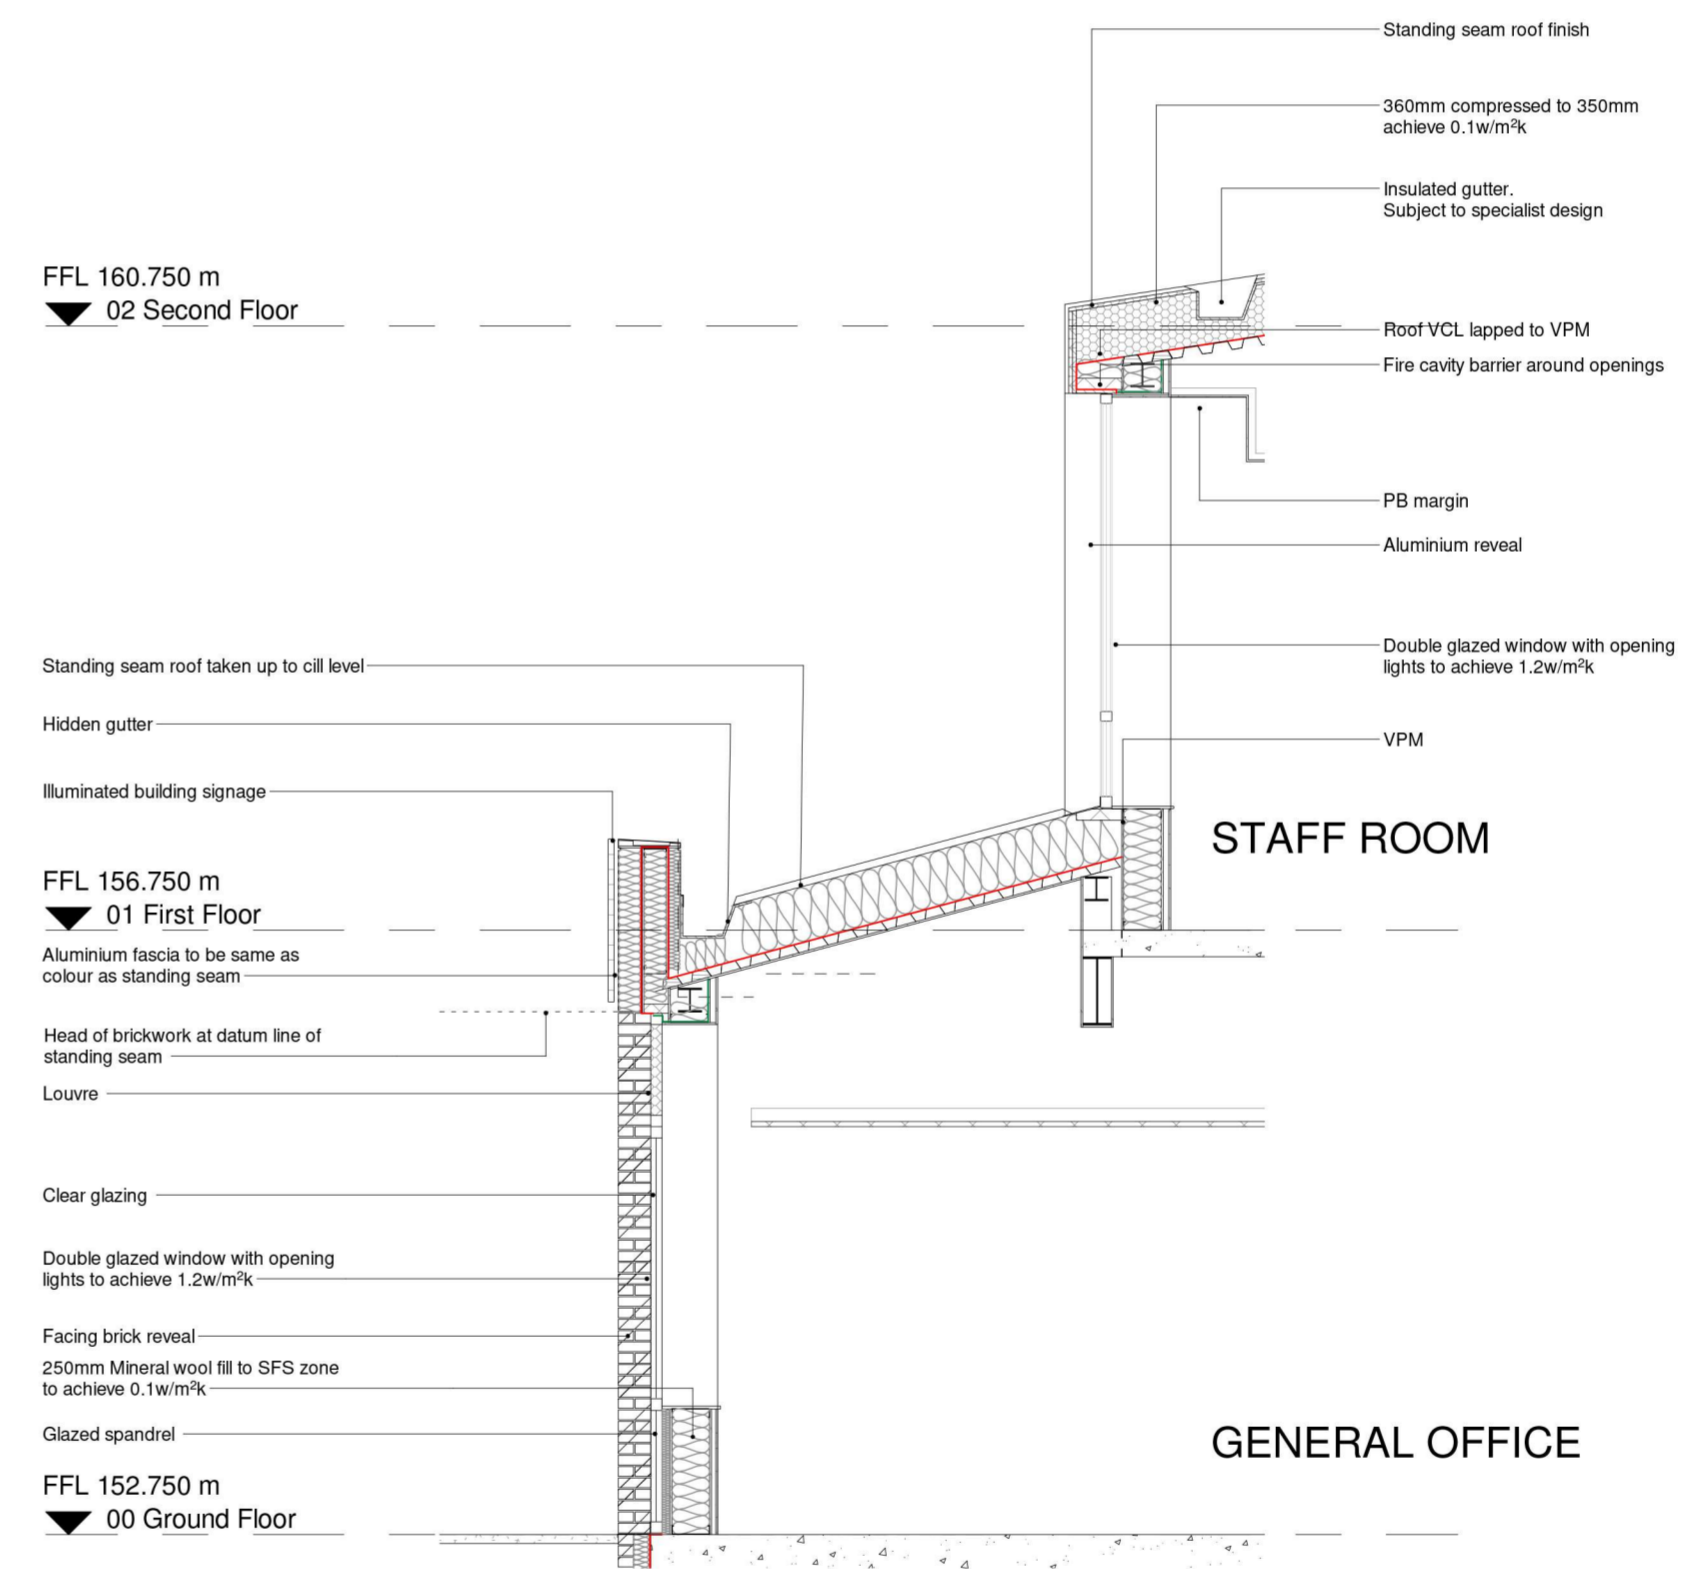 Standing seam roof finish
360mm compressed to 350mm
achieve 0.1w/m²k
Insulated gutter.
Subject to specialist design
FFL 160.750 m
02 Second Floor
Roof VCL lapped to VPM
Fire cavity barrier around openings
PB margin
Aluminium reveal
Double glazed window with opening
lights to achieve 1.2w/m²k
VPM
Standing seam roof taken up to cill level
Hidden gutter
Illuminated building signage
STAFF ROOM
FFL 156.750 m
01 First Floor
Aluminium fascia to be same as
colour as standing seam
Head of brickwork at datum line of
standing seam
Louvre
Clear glazing
Double glazed window with opening
lights to achieve 1.2w/m²k
Facing brick reveal
250mm Mineral wool fill to SFS zone
to achieve 0.1w/m²k
Glazed spandrel
GENERAL OFFICE
FFL 152.750 m
00 Ground Floor